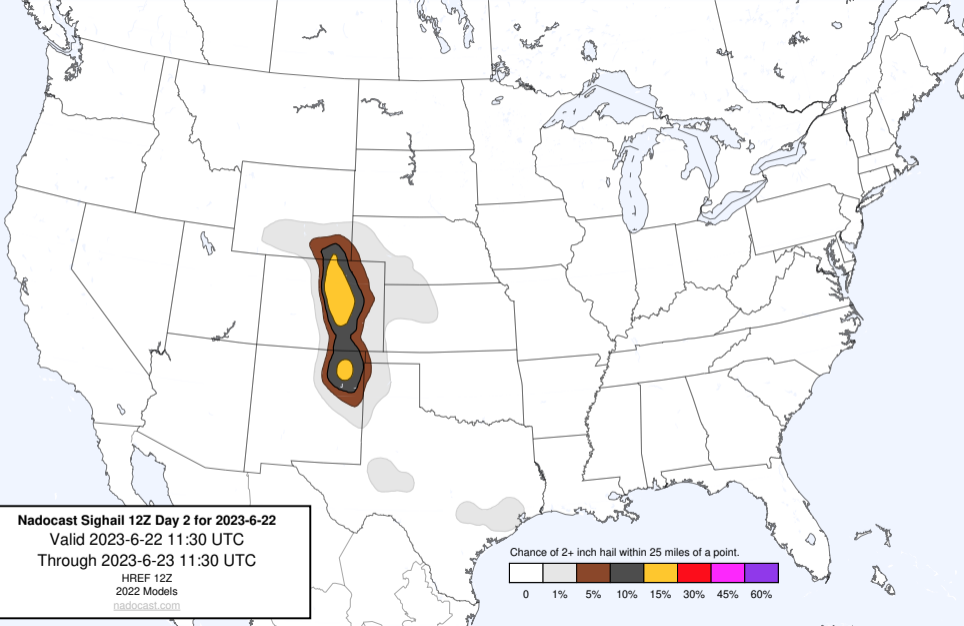 Nadocast Sighail 12Z Day 2 for 2023-6-22
Valid 2023-6-22 11:30 UTC
Through 2023-6-23 11:30 UTC
HREF 12Z
2022 Models
nadocast.com
Chance of 2+ inch hail within 25 miles of a point.
0 1% 5% 10% 15% 30% 45% 60%